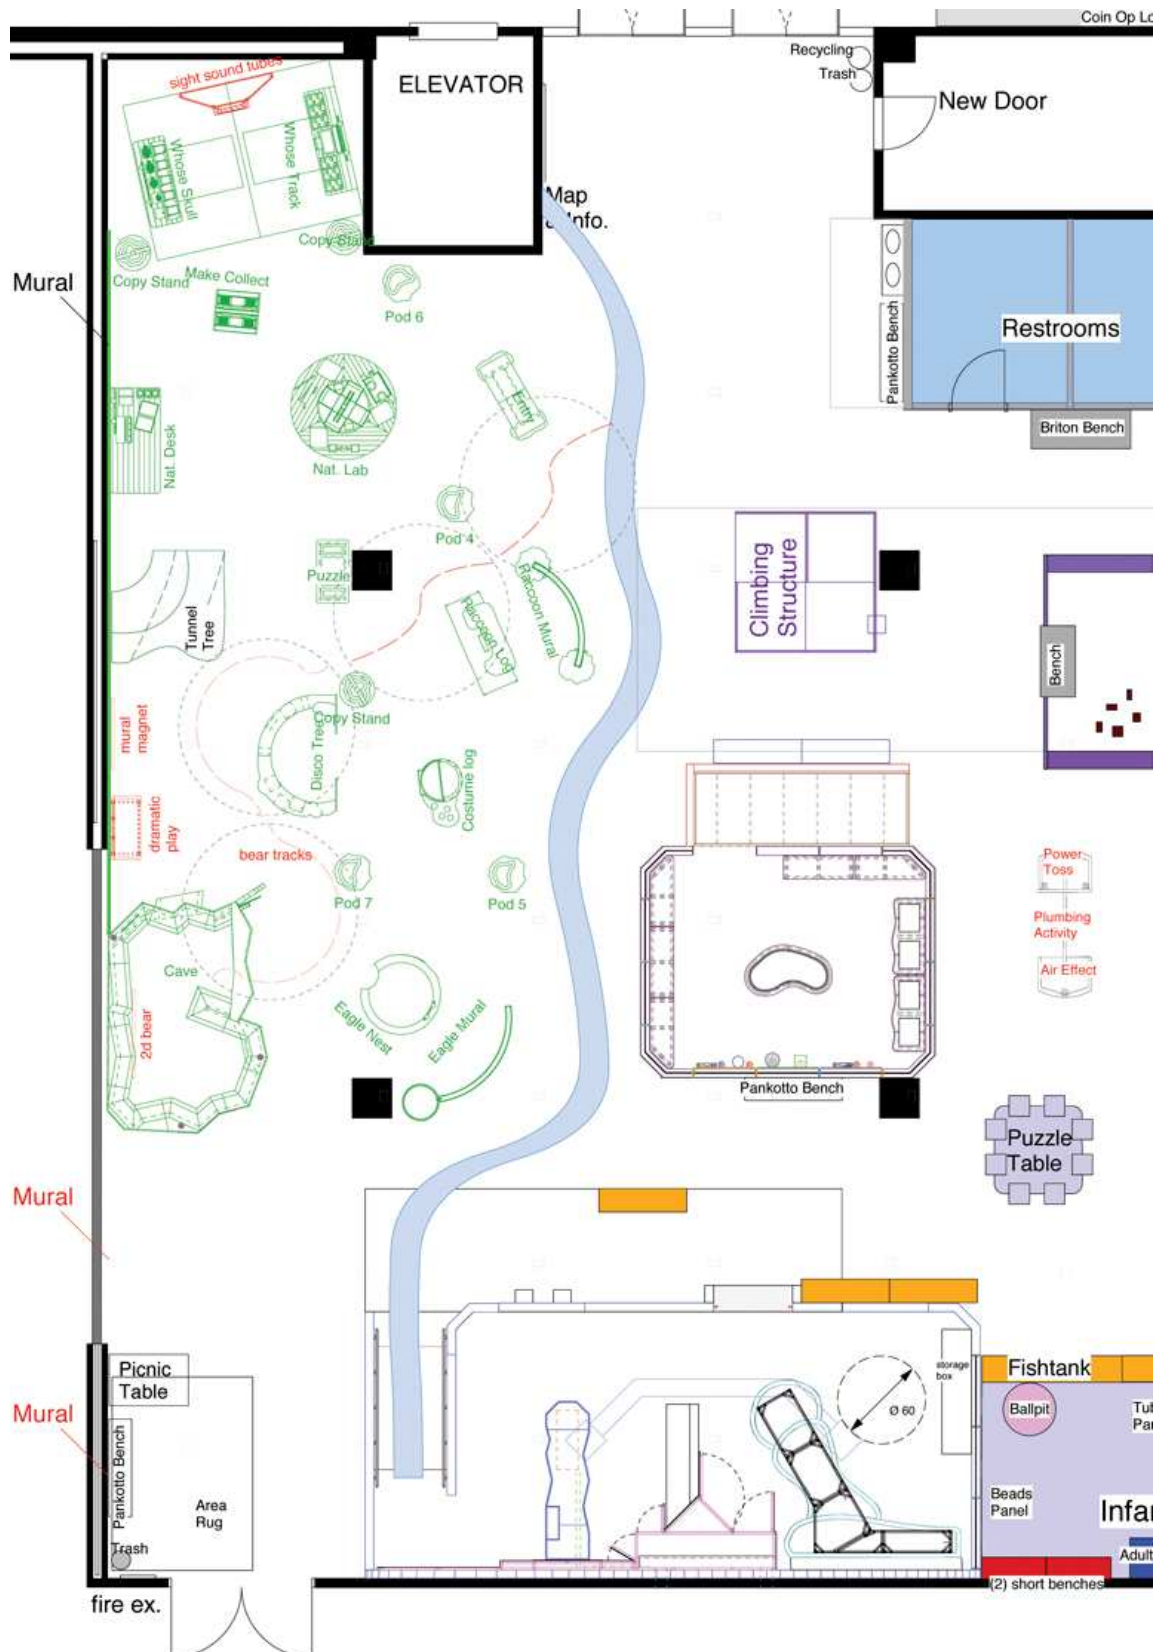 Coin Op Lo
Recycling
Trash
sight sound tubes
ELEVATOR
New Door
Whose Skull
Whose Track
Map
Info.
Copy Stand
Copy Stand
Make Collect
Mural
Pod 6
Pankotto Bench
Restrooms
Entry
Briton Bench
Nat. Desk
Nat. Lab
Pod 4
Puzzle
Climbing
Structure
Raccoon Mural
Raccoon Log
Tunnel
Tree
Bench
Copy Stand
mural
magnet
Disco Tree
Costume log
dramatic
play
bear tracks
Power
Toss
Pod 7
Pod 5
Plumbing
Activity
Cave
Air Effect
2d bear
Eagle Nest
Eagle Mural
Pankotto Bench
Puzzle
Table
Mural
Picnic
Table
storage
box
Fishtank
Mural
Ø 60
Ballpit
Tub
Par
Pankotto Bench
Area
Rug
Beads
Panel
Infar
Trash
Adult
(2) short benches
fire ex.